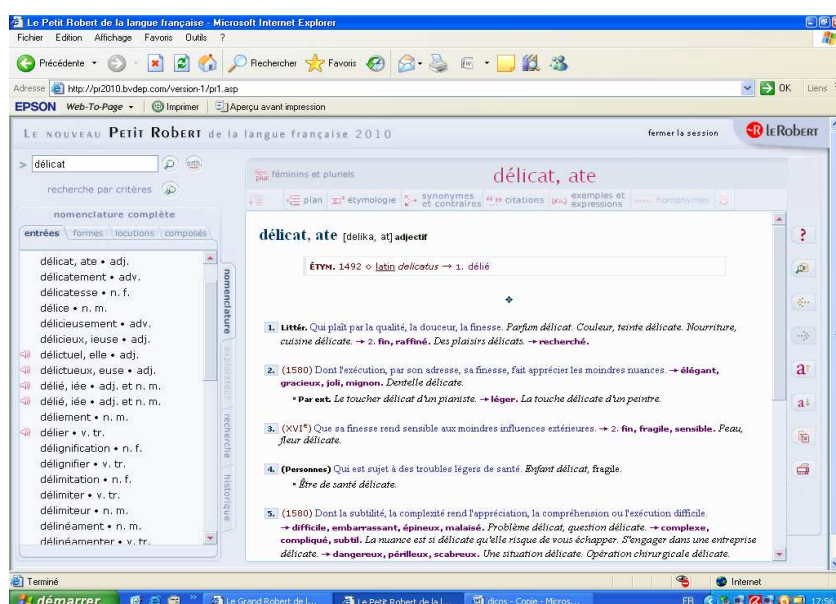 Le Petit Robert de la langue française - Microsoft Internet Explorer
Fichier Edition Affichage Favoris Outils ?
Précédente Rechercher Favoris
Adresse http://pr2010.bvdep.com/version-1/pr1.asp OK Liens
EPSON Web-To-Page Imprimer Aperçu avant impression
LE NOUVEAU PETIT ROBERT de la langue française 2010 fermer la session LE ROBERT
> délicat
recherche par critères
nomenclature complète
entrées formes locutions composés
délicat, ate • adj.
délicatement • adv.
délicatesse • n. f.
délice • n. m.
délicieusement • adv.
délicieux, ieuse • adj.
délictuel, elle • adj.
délictueux, euse • adj.
délié, iée • adj. et n. m.
délié, iée • adj. et n. m.
déliement • n. m.
délier • v. tr.
délignification • n. f.
délignifier • v. tr.
délimitation • n. f.
délimiter • v. tr.
délimiteur • n. m.
délinéament • n. m.
délinéamenter • v. tr.
nomenclature
explorateur
recherche
historique
féminins et pluriels
délicat, ate
plan étymologie synonymes et contraires citations exemples et expressions homonymes
délicat, ate [delika, at] adjectif
ÉTYM. 1492 ◇ latin delicatus → 1. délié
1. Littér. Qui plaît par la qualité, la douceur, la finesse. Parfum délicat. Couleur, teinte délicate. Nourriture,
cuisine délicate. → 2. fin, raffiné. Des plaisirs délicats. → recherché.
2. (1580) Dont l'exécution, par son adresse, sa finesse, fait apprécier les moindres nuances. → élégant,
gracieux, joli, mignon. Dentelle délicate.
Par ext. Le toucher délicat d'un pianiste. → léger. La touche délicate d'un peintre.
3. (XVIe) Que sa finesse rend sensible aux moindres influences extérieures. → 2. fin, fragile, sensible. Peau,
fleur délicate.
4. (Personnes) Qui est sujet à des troubles légers de santé. Enfant délicat, fragile.
• Être de santé délicate.
5. (1580) Dont la subtilité, la complexité rend l'appréciation, la compréhension ou l'exécution difficile.
→ difficile, embarrassant, épineux, malaisé. Problème délicat, question délicate. → complexe,
compliqué, subtil. La nuance est si délicate qu'elle risque de vous échapper. S'engager dans une entreprise
délicate. → dangereux, périlleux, scabreux. Une situation délicate. Opération chirurgicale délicate.
Terminé Internet
démarrer Le Grand Robert de l... Le Petit Robert de la l... dicos - Copie - Micros... FR 17:59